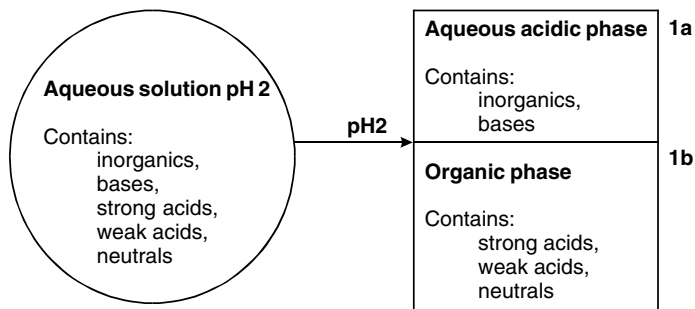 Aqueous solution pH 2
Contains:
inorganics,
bases,
strong acids,
weak acids,
neutrals
pH2
Aqueous acidic phase
1a
Contains:
inorganics,
bases
1b
Organic phase
Contains:
strong acids,
weak acids,
neutrals